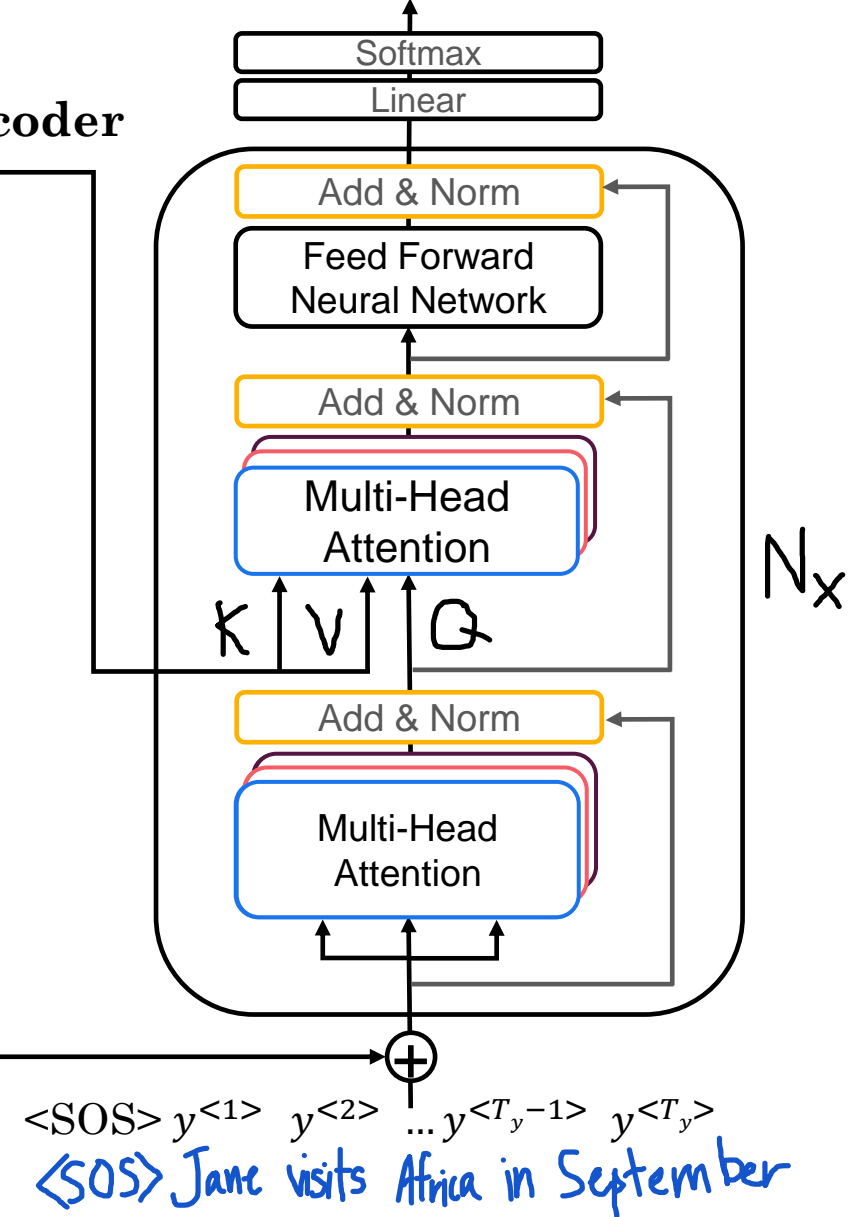 Softmax
Linear
coder
Add & Norm
Feed Forward
Neural Network
Add & Norm
Multi-Head
Attention
K V Q
Nx
Add & Norm
Multi-Head
Attention
+
<SOS> y<1> y<2> ... y<Ty-1> y<Ty>
<SOS> Jane visits Africa in September